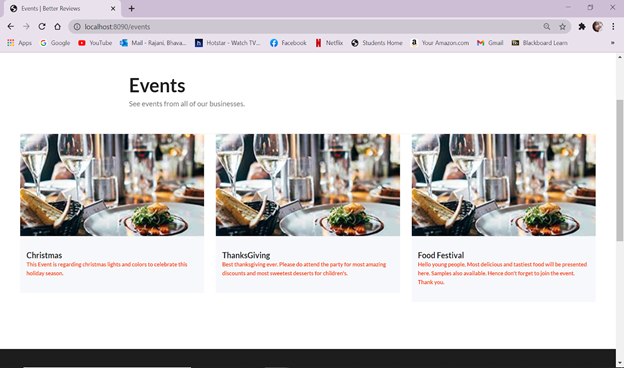 Events | Better Reviews
localhost:8090/events
Apps Google YouTube Mail - Rajani, Bhava... Hotstar - Watch TV... Facebook Netflix Students Home Your Amazon.com Gmail Blackboard Learn »
Events
See events from all of our businesses.
Christmas
This Event is regarding christmas lights and colors to celebrate this
holiday season.
ThanksGiving
Best thanksgiving ever. Please do attend the party for most amazing
discounts and most sweetest desserts for children's.
Food Festival
Hello young people, Most delicious and tastiest food will be presented
here. Samples also available. Hence don't forget to join the event.
Thank you.